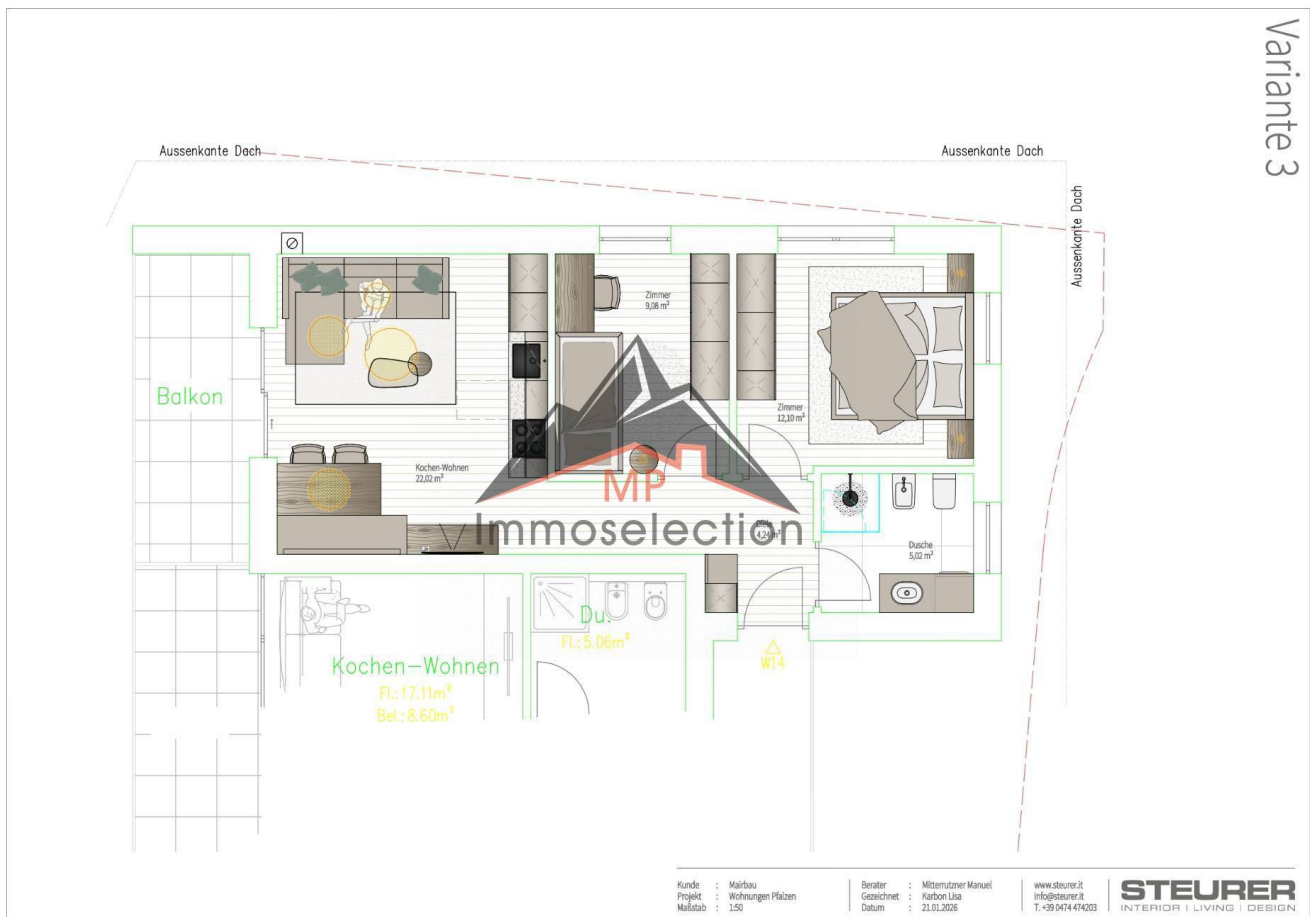 Variante 3
Aussenkante Dach
Aussenkante Dach
Aussenkante Dach
Balkon
Zimmer
9,08 m²
Zimmer
12,10 m²
Kochen-Wohnen
22,02 m²
MP
Immoselection
Diele
4,24 m²
Dusche
5,02 m²
Du.
Fl.: 5.06m²
W14
Kochen-Wohnen
Fl.: 17.11m²
Bel.: 8.60m²
Kunde : Mairbau
Projekt : Wohnungen Pfalzen
Maßstab : 1:50
Berater : Mitterrutzner Manuel
Gezeichnet : Karbon Lisa
Datum : 21.01.2026
www.steurer.it
info@steurer.it
T. +39 0474 474203
STEURER
INTERIOR | LIVING | DESIGN